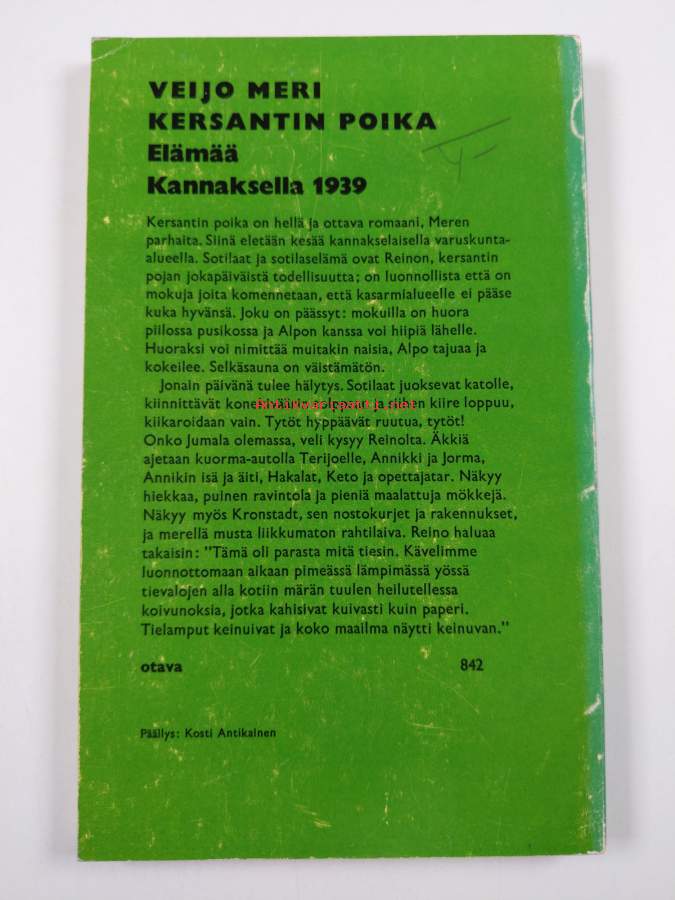 VEIJO MERI
KERSANTIN POIKA
Elämää
Kannaksella 1939
Kersantin poika on hellä ja ottava romaani, Meren
parhaita. Siinä eletään kesää kannakselaisella varuskunta-
alueella. Sotilaat ja sotilaselämä ovat Reinon, kersantin
pojan jokapäiväistä todellisuutta; on luonnollista että on
mokuja joita komennetaan, että kasarmialueelle ei pääse
kuka hyvänsä. Joku on päässyt: mokuilla on huora
piilossa pusikossa ja Alpon kanssa voi hiipiä lähelle.
Huoraksi voi nimittää muitakin naisia, Alpo tajuaa ja
kokeilee. Selkäsauna on väistämätön.
Jonain päivänä tulee hälytys. Sotilaat juoksevat katolle,
kiinnittävät konekiväärin tolppaan ja siihen kiire loppuu,
kiikaroidaan vain. Tytöt hyppäävät ruutua, tytöt!
Onko Jumala olemassa, veli kysyy Reinolta. Äkkiä
ajetaan kuorma-autolla Terijoelle, Annikki ja Jorma,
Annikin isä ja äiti, Hakalat, Keto ja opettajatar. Näkyy
hiekkaa, puinen ravintola ja pieniä maalattuja mökkejä.
Näkyy myös Kronstadt, sen nostokurjet ja rakennukset,
ja merellä musta liikkumaton rahtilaiva. Reino haluaa
takaisin: "Tämä oli parasta mitä tiesin. Kävelimme
luonnottomaan aikaan pimeässä lämpimässä yössä
tievalojen alla kotiin märän tuulen heilutellessa
koivunoksia, jotka kahisivat kuivasti kuin paperi.
Tielamput keinuivat ja koko maailma näytti keinuvan."
otava 842
Päällys: Kosti Antikainen